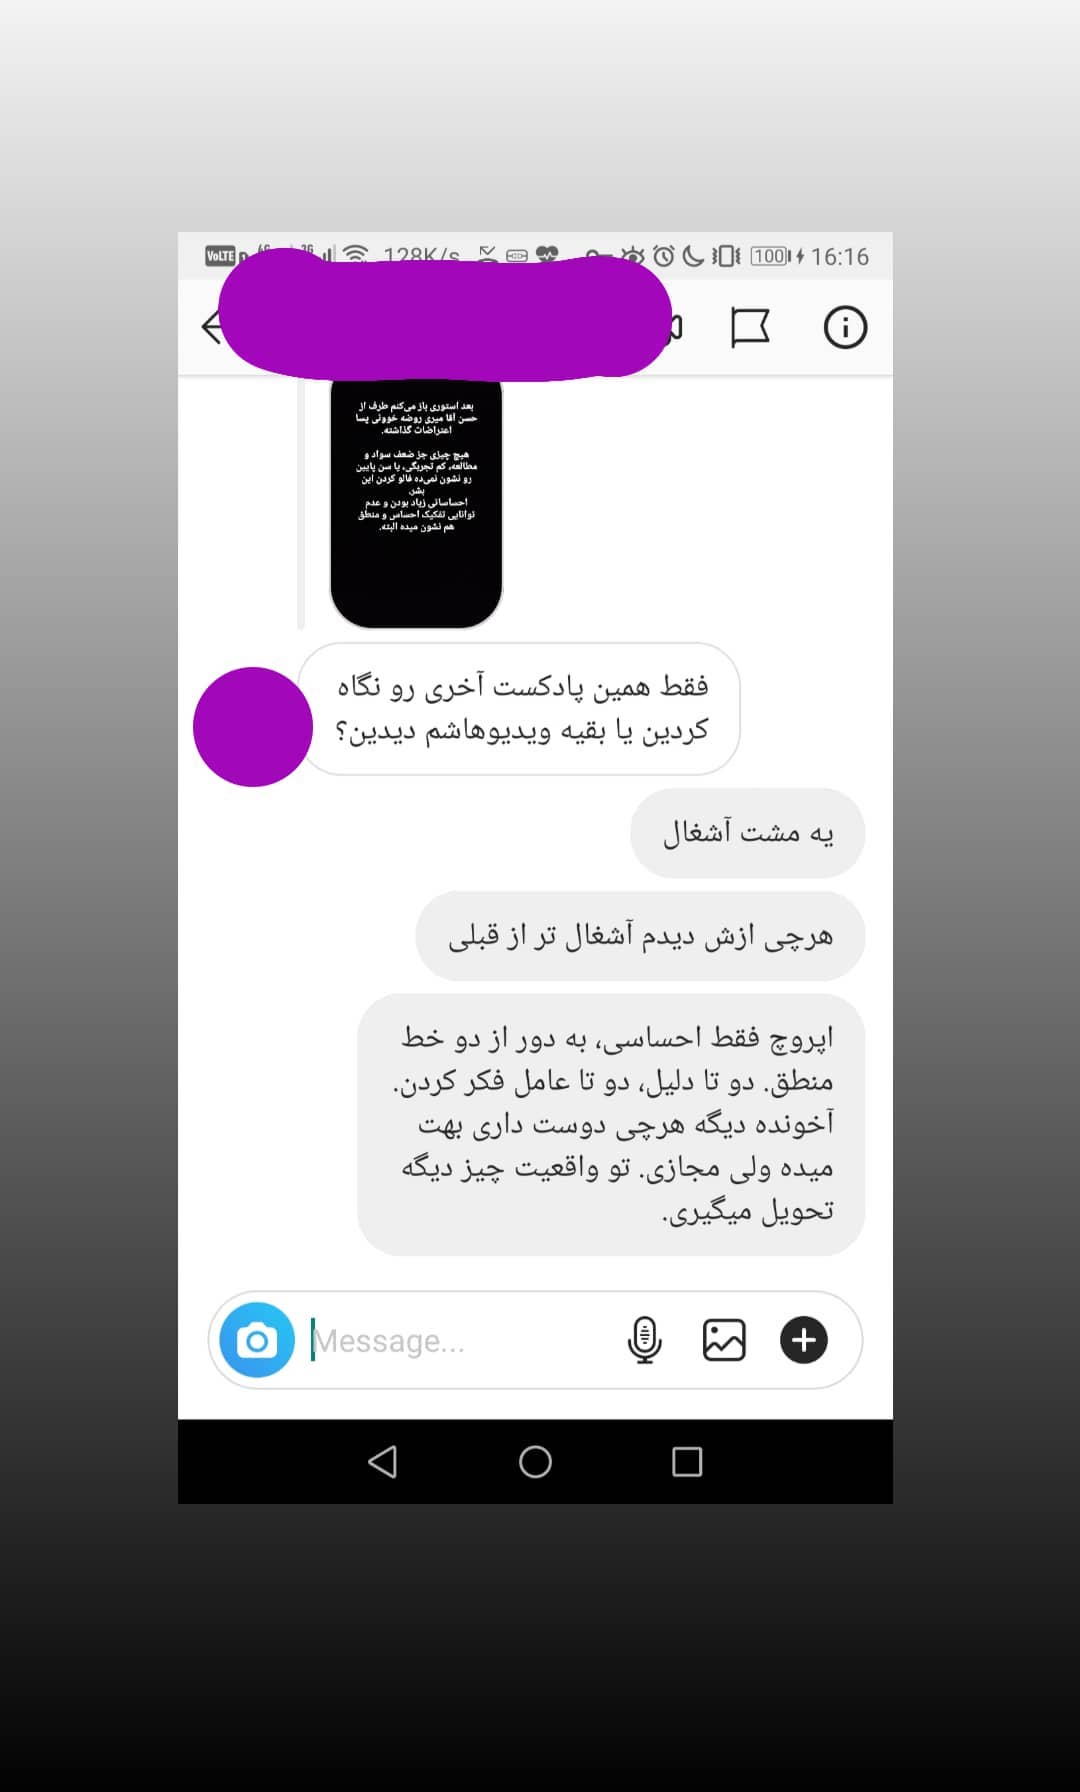 VoLTE
128K/s
100
16:16
بعد استوری باز می‌کنم طرف از
حسن آقا میری روضه خوونی پسا
اعتراضات گذاشته.
هیچ چیزی جز ضعف سواد و
مطالعه، کم تجربگی، یا سن پایین
رو نشون نمی‌ده فالو کردن این
بشر.
احساساتی زیاد بودن و عدم
توانایی تفکیک احساس و منطق
هم نشون میده البته.
فقط همین پادکست آخری رو نگاه
کردین یا بقیه ویدیوهاشم دیدین؟
یه مشت آشغال
هرچی ازش دیدم آشغال تر از قبلی
اپروچ فقط احساسی، به دور از دو خط
منطق. دو تا دلیل، دو تا عامل فکر کردن.
آخونده دیگه هرچی دوست داری بهت
میده ولی مجازی. تو واقعیت چیز دیگه
تحویل میگیری.
Message...